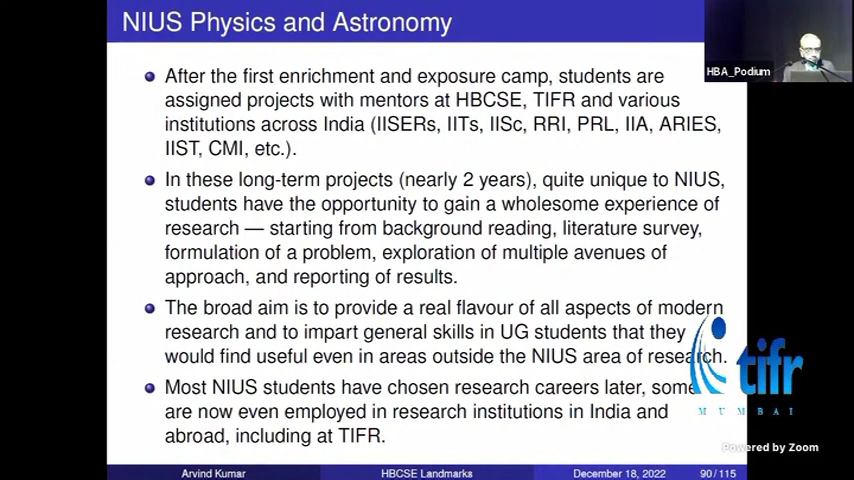 NIUS Physics and Astronomy
HBA_Podium
After the first enrichment and exposure camp, students are
assigned projects with mentors at HBCSE, TIFR and various
institutions across India (IISERs, IITs, IISc, RRI, PRL, IIA, ARIES,
IIST, CMI, etc.).
In these long-term projects (nearly 2 years), quite unique to NIUS,
students have the opportunity to gain a wholesome experience of
research — starting from background reading, literature survey,
formulation of a problem, exploration of multiple avenues of
approach, and reporting of results.
The broad aim is to provide a real flavour of all aspects of modern
research and to impart general skills in UG students that they
would find useful even in areas outside the NIUS area of research.
Most NIUS students have chosen research careers later, some
are now even employed in research institutions in India and
abroad, including at TIFR.
tifr
MUMBAI
Powered by Zoom
Arvind Kumar HBCSE Landmarks December 18, 2022 90 / 115